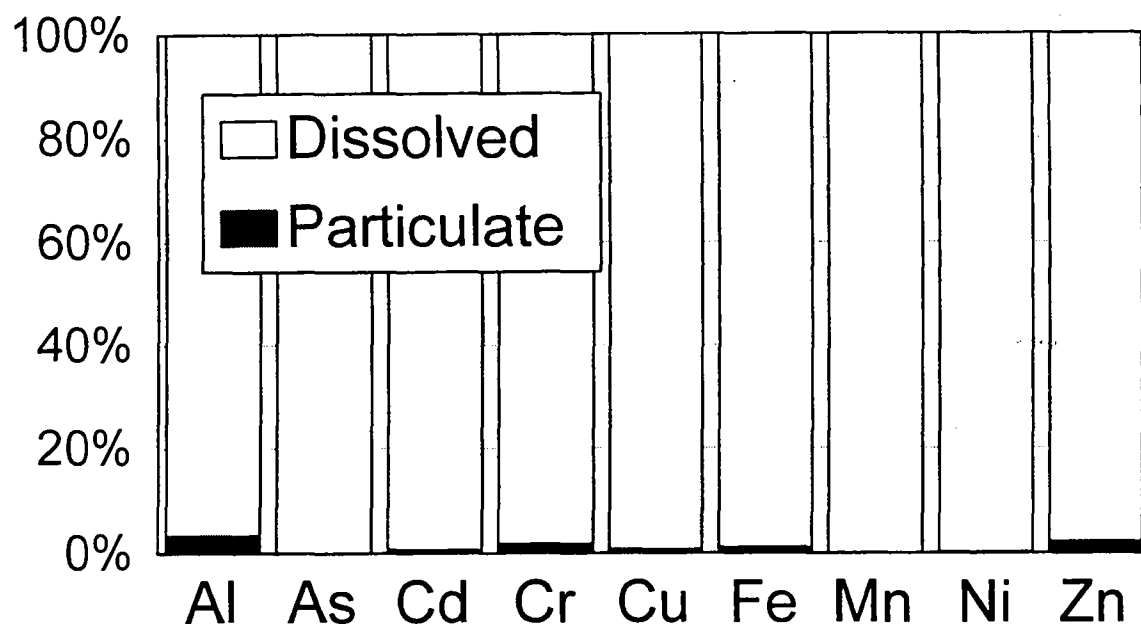 100%
80%
60%
40%
20%
0%
Dissolved
Particulate
Al As Cd Cr Cu Fe Mn Ni Zn